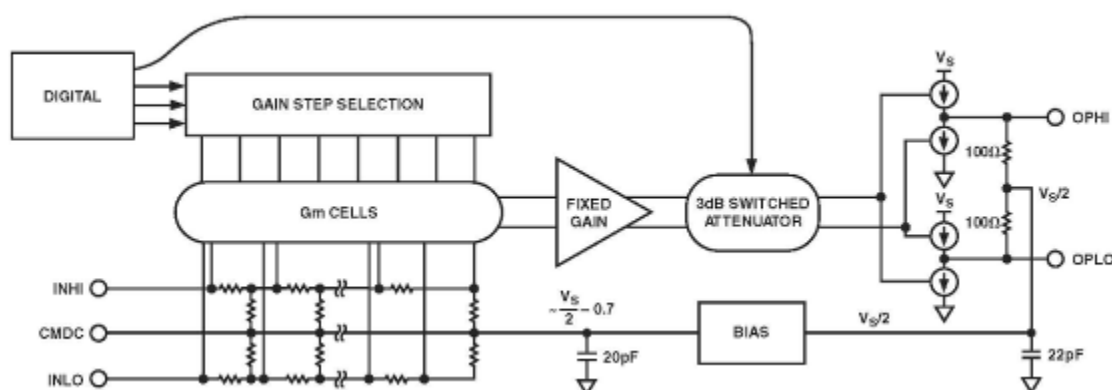 DIGITAL
GAIN STEP SELECTION
Gm CELLS
FIXED
GAIN
3dB SWITCHED
ATTENUATOR
VS
OPHI
100Ω
VS/2
VS
100Ω
OPLO
INHI
CMDC
INLO
~VS/2 – 0.7
20pF
BIAS
VS/2
22pF